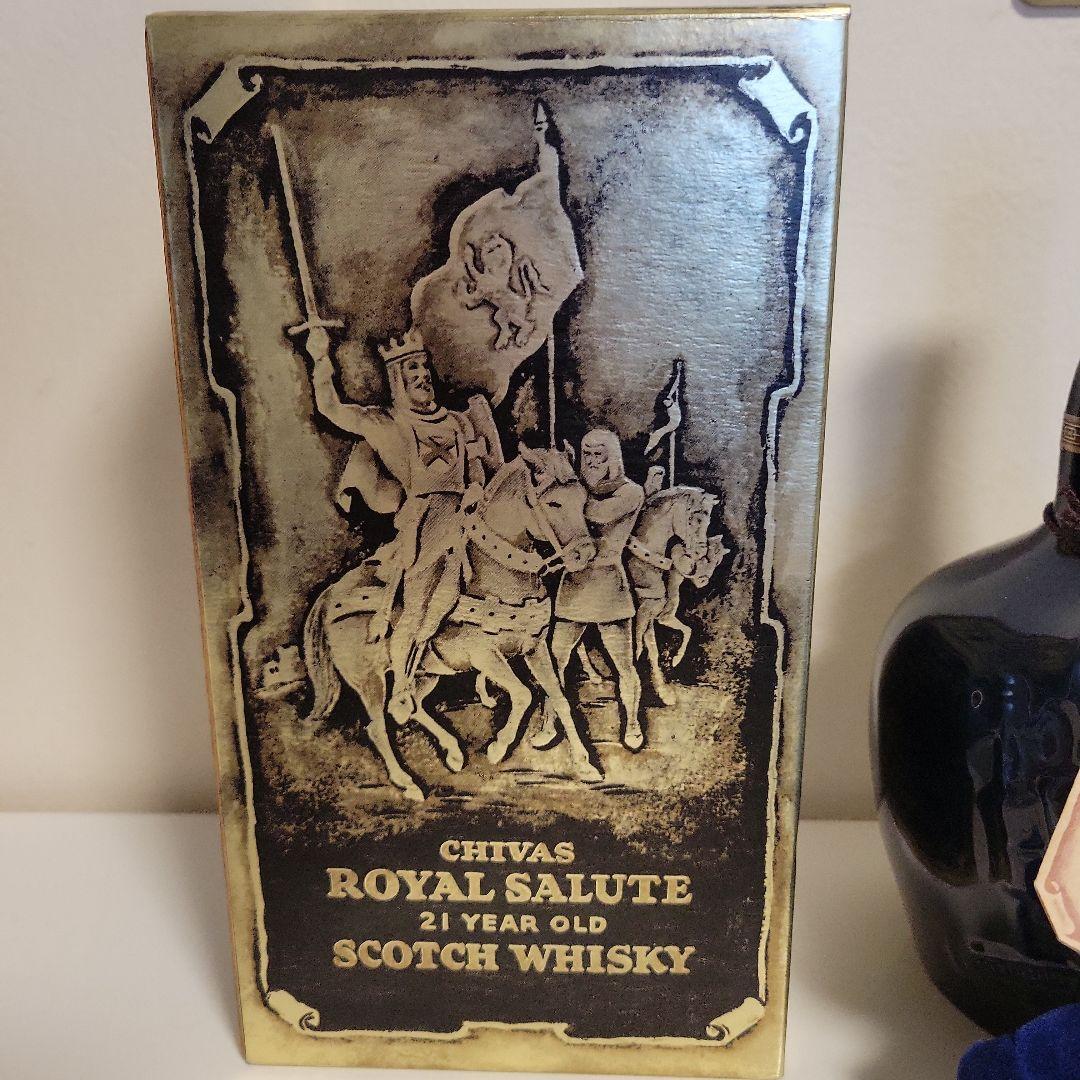 CHIVAS
ROYAL SALUTE
21 YEAR OLD
SCOTCH WHISKY